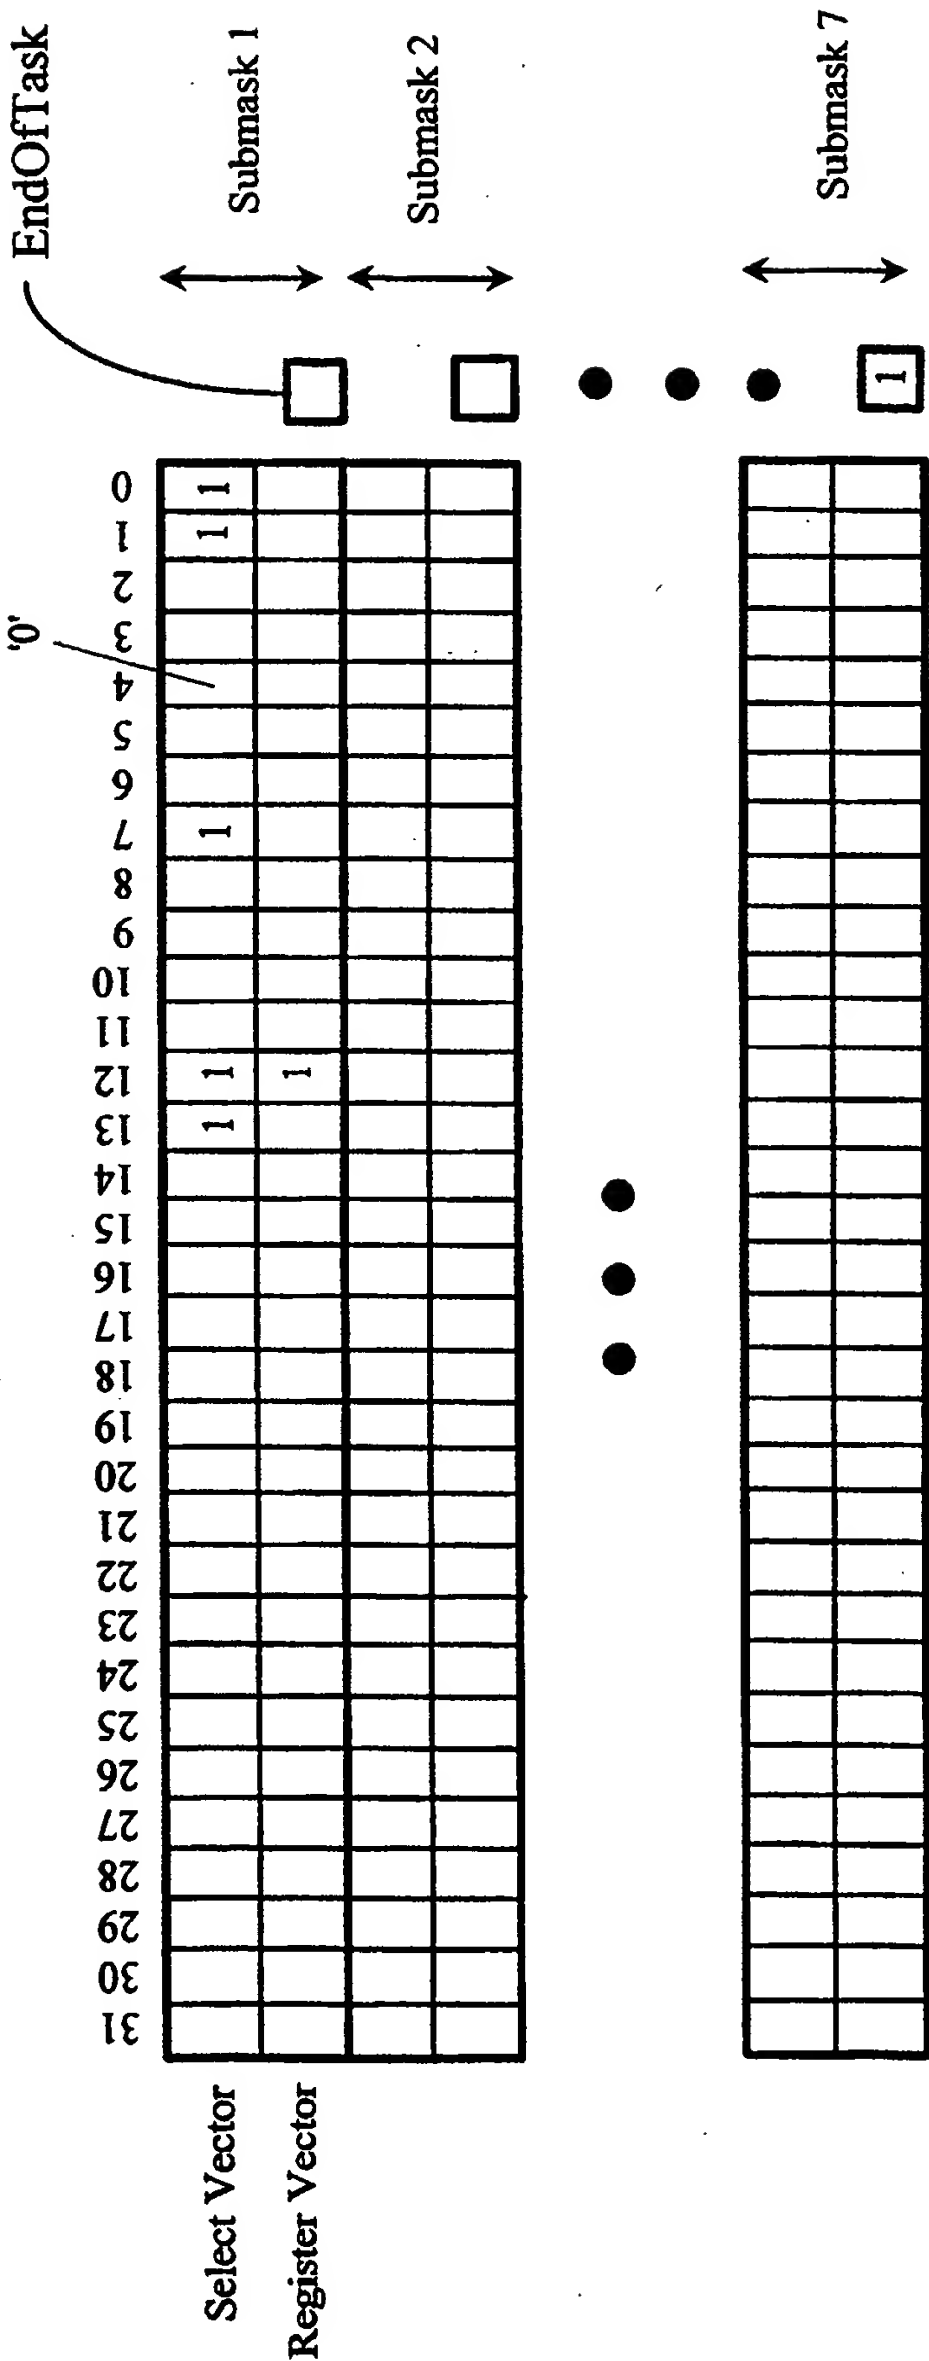 EndOfTask
'0'
31 30 29 28 27 26 25 24 23 22 21 20 19 18 17 16 15 14 13 12 11 10 9 8 7 6 5 4 3 2 1 0
Select Vector 1 1 1 1 1
Submask 1
Register Vector 1
Submask 2
Submask 7
1